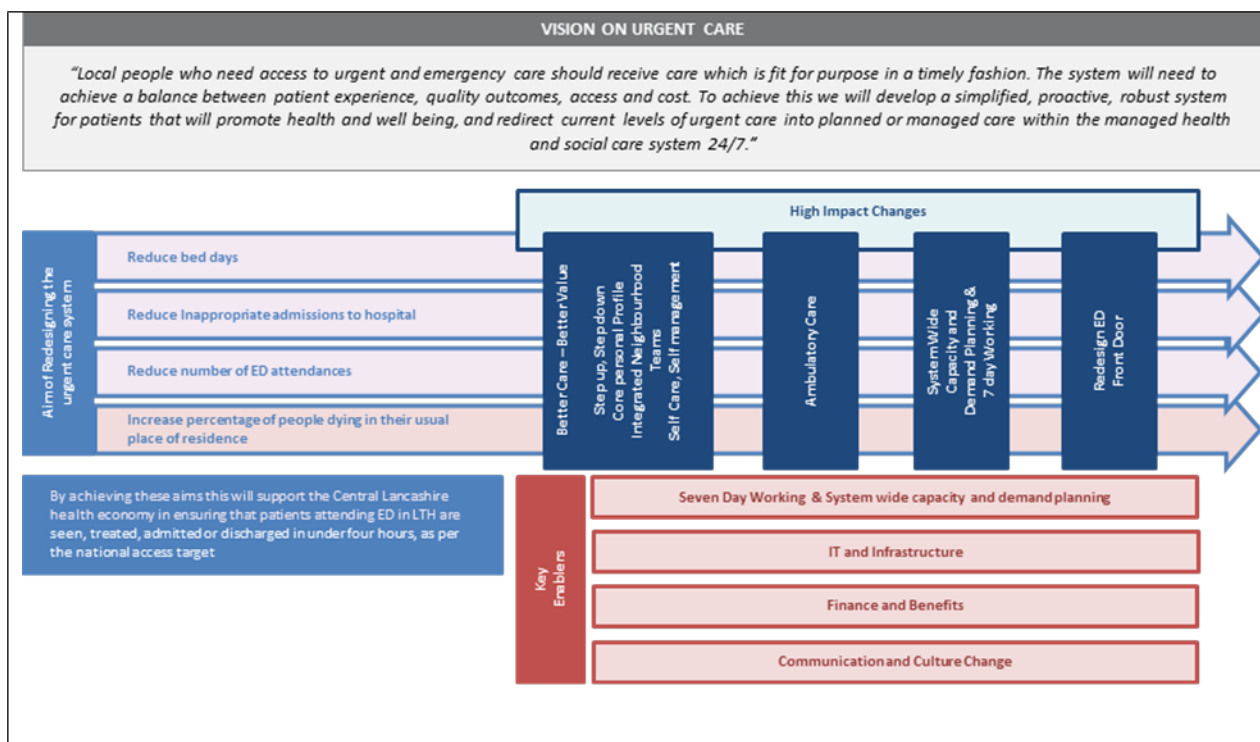 VISION ON URGENT CARE
“Local people who need access to urgent and emergency care should receive care which is fit for purpose in a timely fashion. The system will need to
achieve a balance between patient experience, quality outcomes, access and cost. To achieve this we will develop a simplified, proactive, robust system
for patients that will promote health and well being, and redirect current levels of urgent care into planned or managed care within the managed health
and social care system 24/7.”
High Impact Changes
Aim of Redesigning the
urgent care system
Reduce bed days
Reduce Inappropriate admissions to hospital
Reduce number of ED attendances
Increase percentage of people dying in their usual
place of residence
Better Care – Better Value
Step up, Step down
Core personal Profile
Integrated Neighbourhood
Teams
Self Care, Self management
Ambulatory Care
System Wide
Capacity and
Demand Planning &
7 day Working
Redesign ED
Front Door
By achieving these aims this will support the Central Lancashire
health economy in ensuring that patients attending ED in LTH are
seen, treated, admitted or discharged in under four hours, as per
the national access target
Key
Enablers
Seven Day Working & System wide capacity and demand planning
IT and Infrastructure
Finance and Benefits
Communication and Culture Change